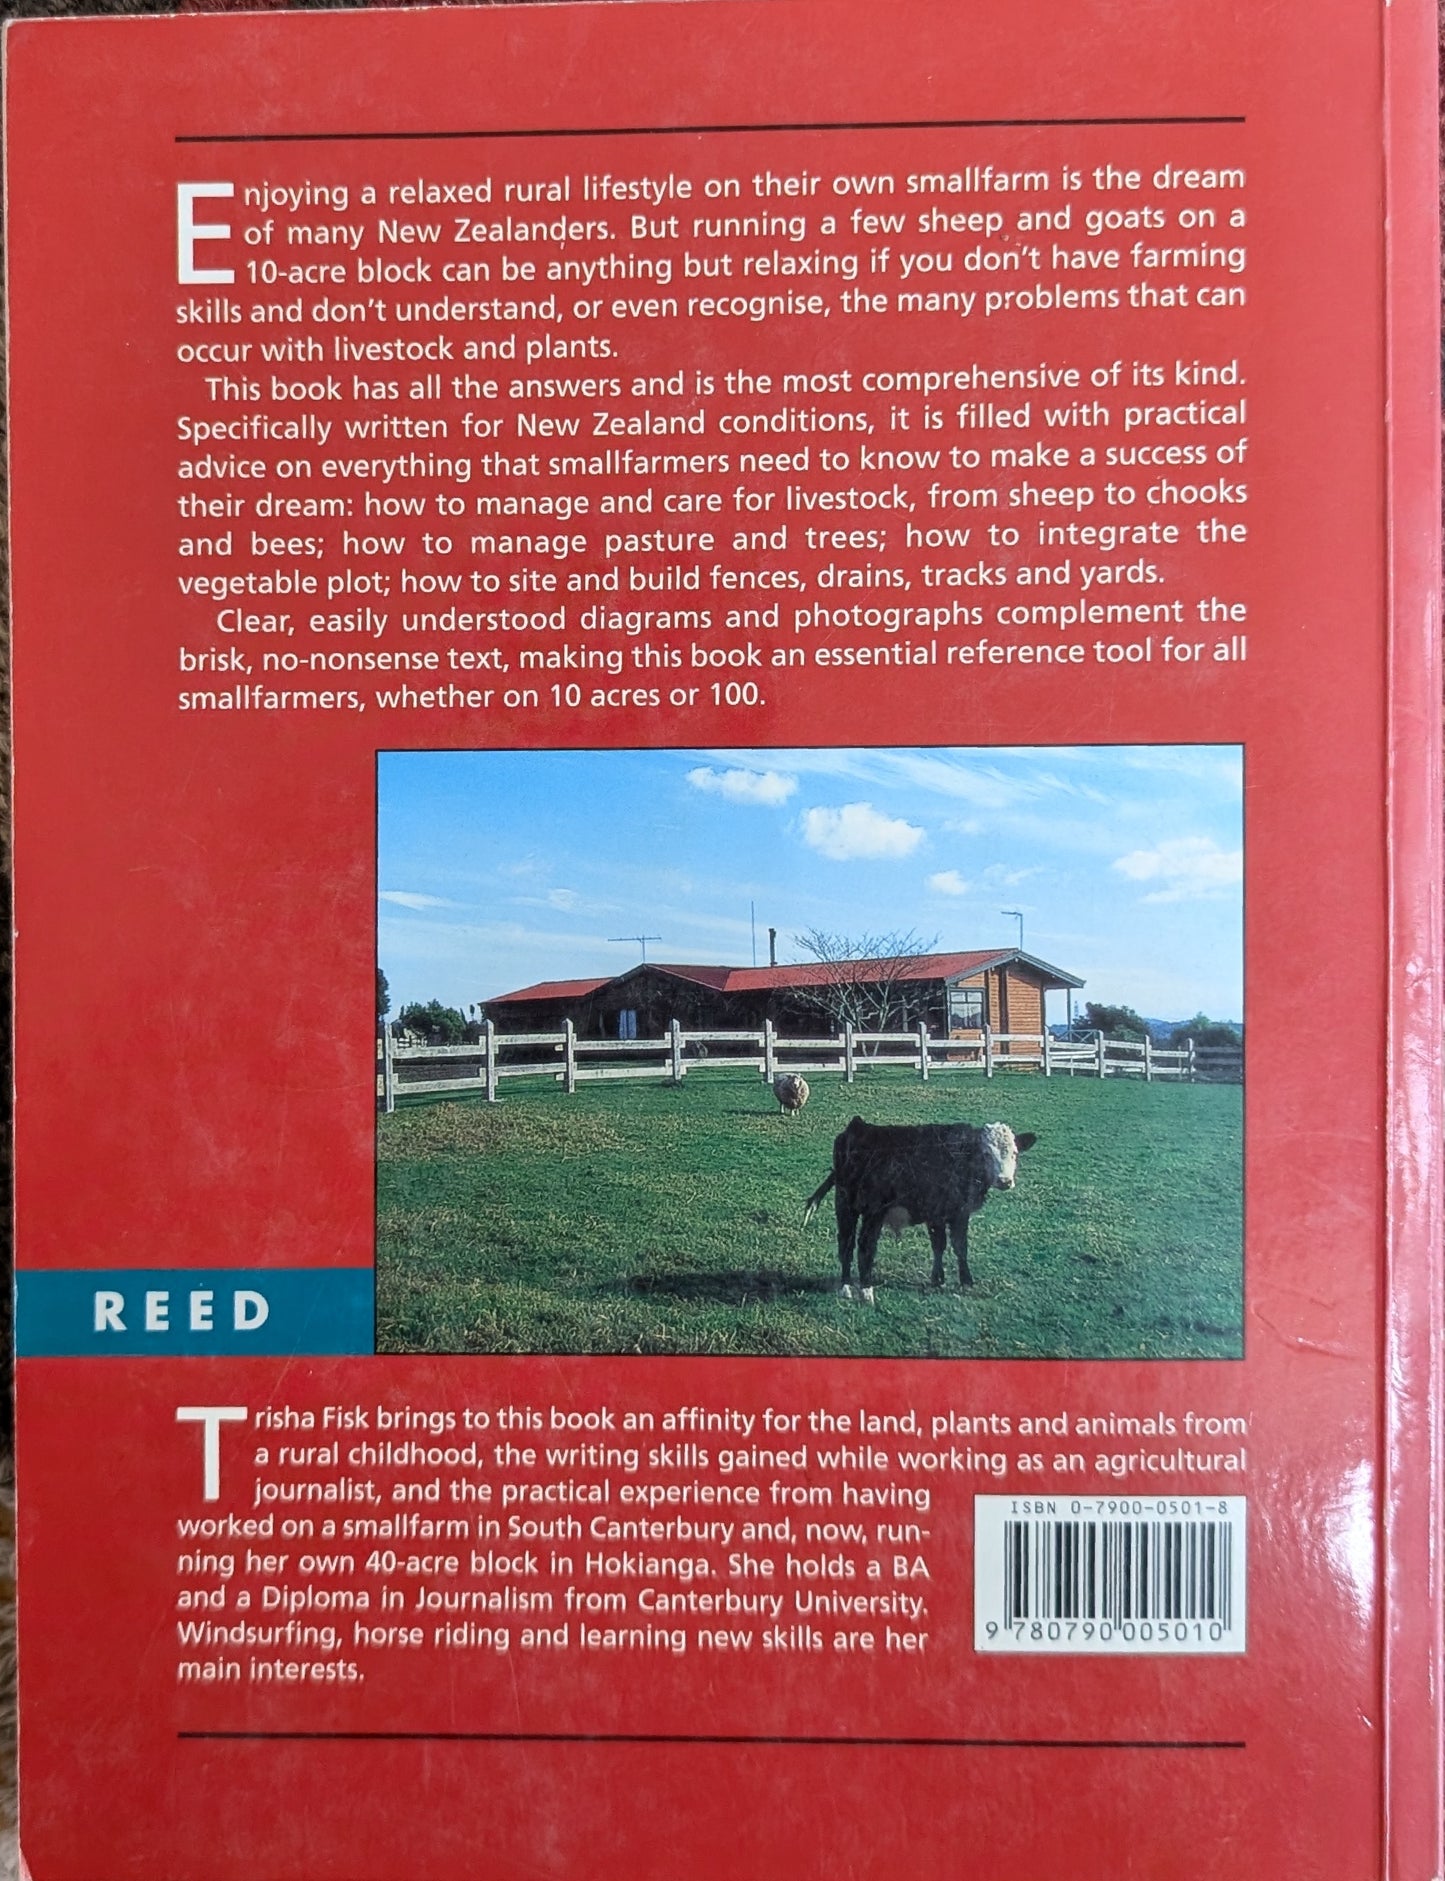 Enjoying a relaxed rural lifestyle on their own smallfarm is the dream
of many New Zealanders. But running a few sheep and goats on a
10-acre block can be anything but relaxing if you don't have farming
skills and don't understand, or even recognise, the many problems that can
occur with livestock and plants.
This book has all the answers and is the most comprehensive of its kind.
Specifically written for New Zealand conditions, it is filled with practical
advice on everything that smallfarmers need to know to make a success of
their dream: how to manage and care for livestock, from sheep to chooks
and bees; how to manage pasture and trees; how to integrate the
vegetable plot; how to site and build fences, drains, tracks and yards.
Clear, easily understood diagrams and photographs complement the
brisk, no-nonsense text, making this book an essential reference tool for all
smallfarmers, whether on 10 acres or 100.
REED
Trisha Fisk brings to this book an affinity for the land, plants and animals from
a rural childhood, the writing skills gained while working as an agricultural
journalist, and the practical experience from having
worked on a smallfarm in South Canterbury and, now, run-
ning her own 40-acre block in Hokianga. She holds a BA
and a Diploma in Journalism from Canterbury University.
Windsurfing, horse riding and learning new skills are her
main interests.
ISBN 0-7900-0501-8
9 780790 005010